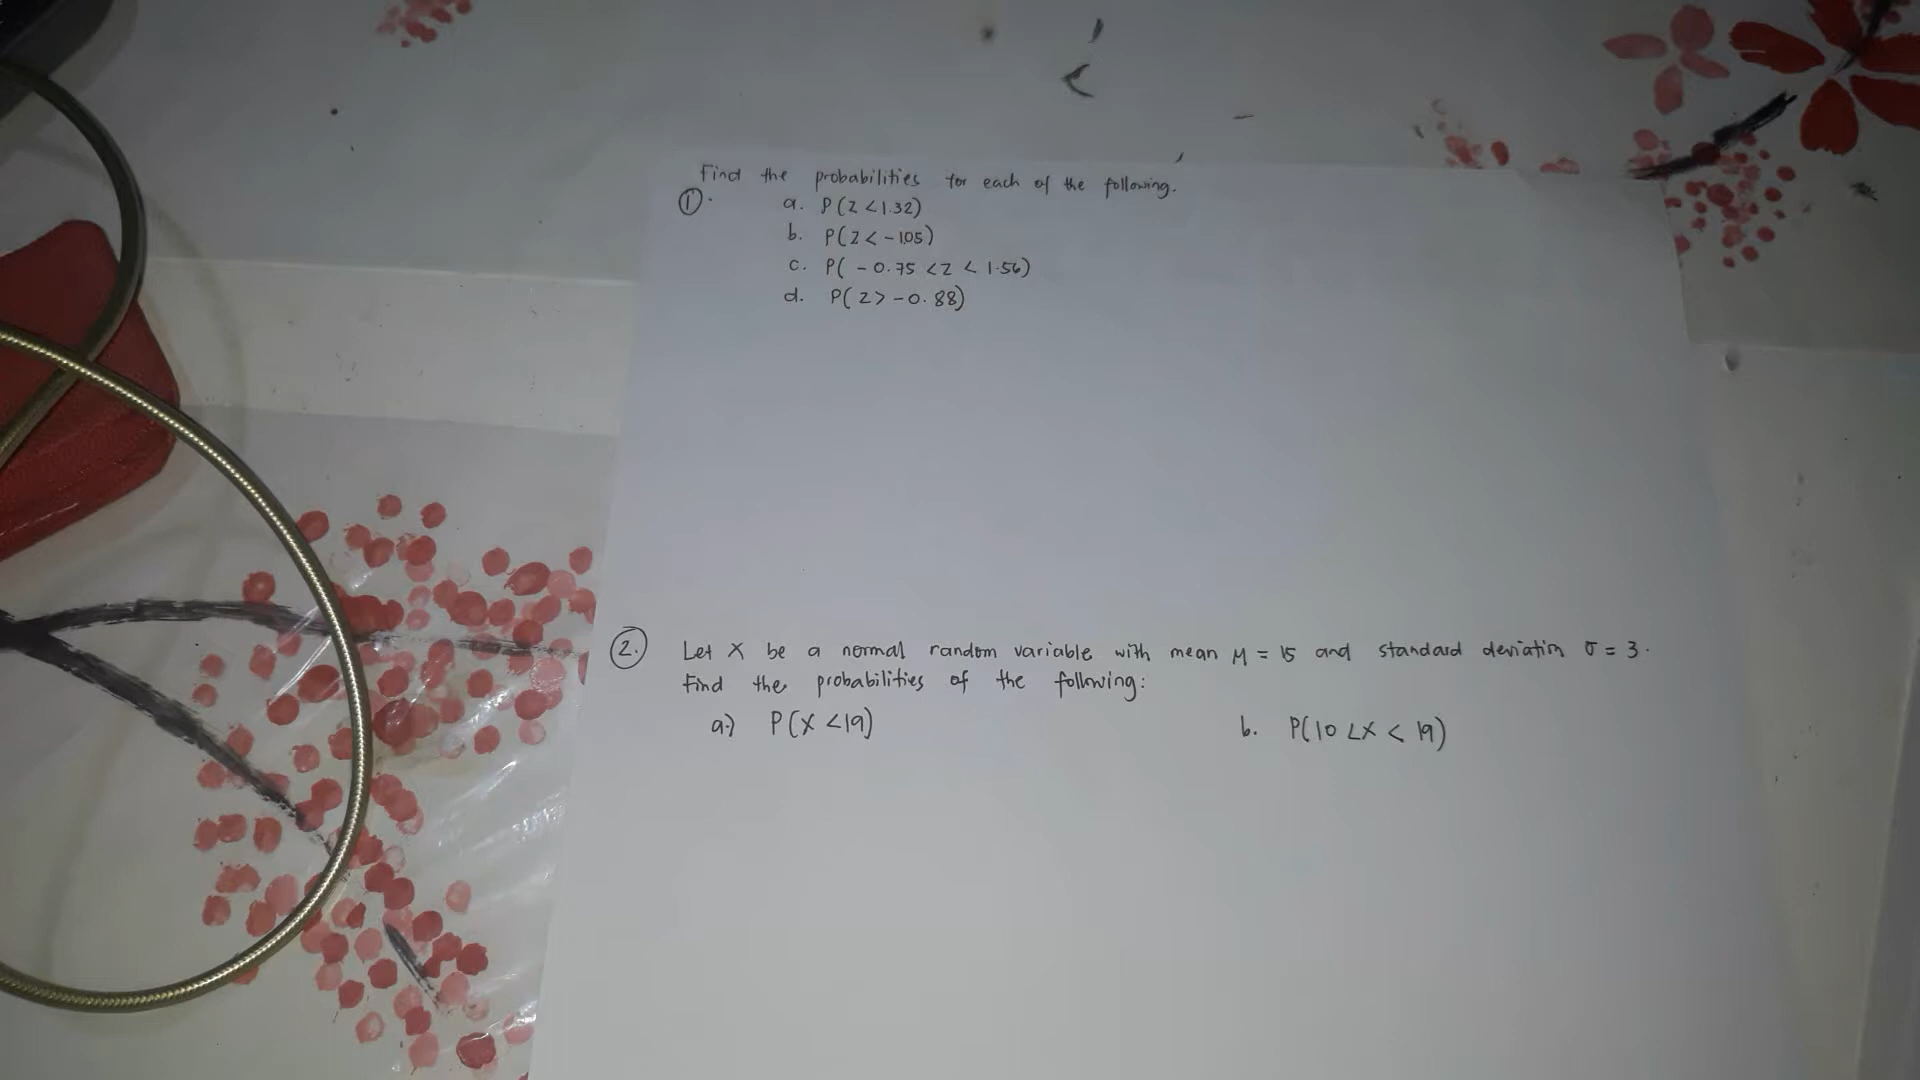 Find the probabilities for each of the following.
①.
a. P(Z < 1.32)
b. P(Z < -1.05)
c. P( - 0.75 < Z < 1.56)
d. P( Z > - 0.88)
②. Let X be a normal random variable with mean μ = 15 and standard deviation σ = 3.
Find the probabilities of the following:
a.) P(X < 19)
b. P(10 < X < 19)